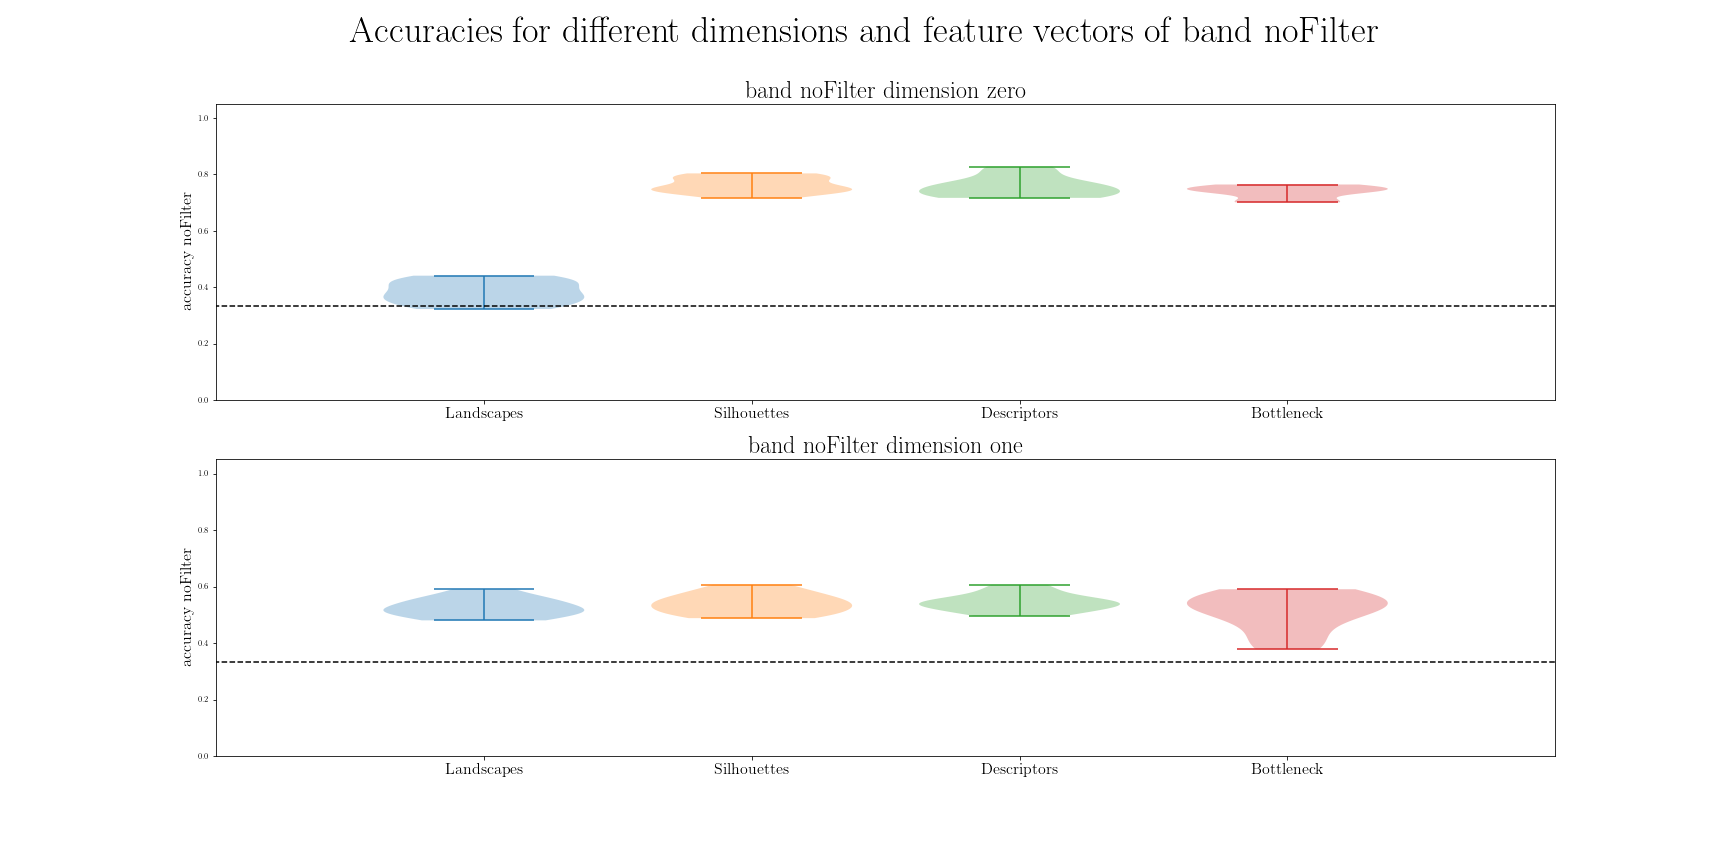 Accuracies for different dimensions and feature vectors of band noFilter
band noFilter dimension zero
accuracy noFilter
1.0
0.8
0.6
0.4
0.2
0.0
Landscapes Silhouettes Descriptors Bottleneck
band noFilter dimension one
accuracy noFilter
1.0
0.8
0.6
0.4
0.2
0.0
Landscapes Silhouettes Descriptors Bottleneck